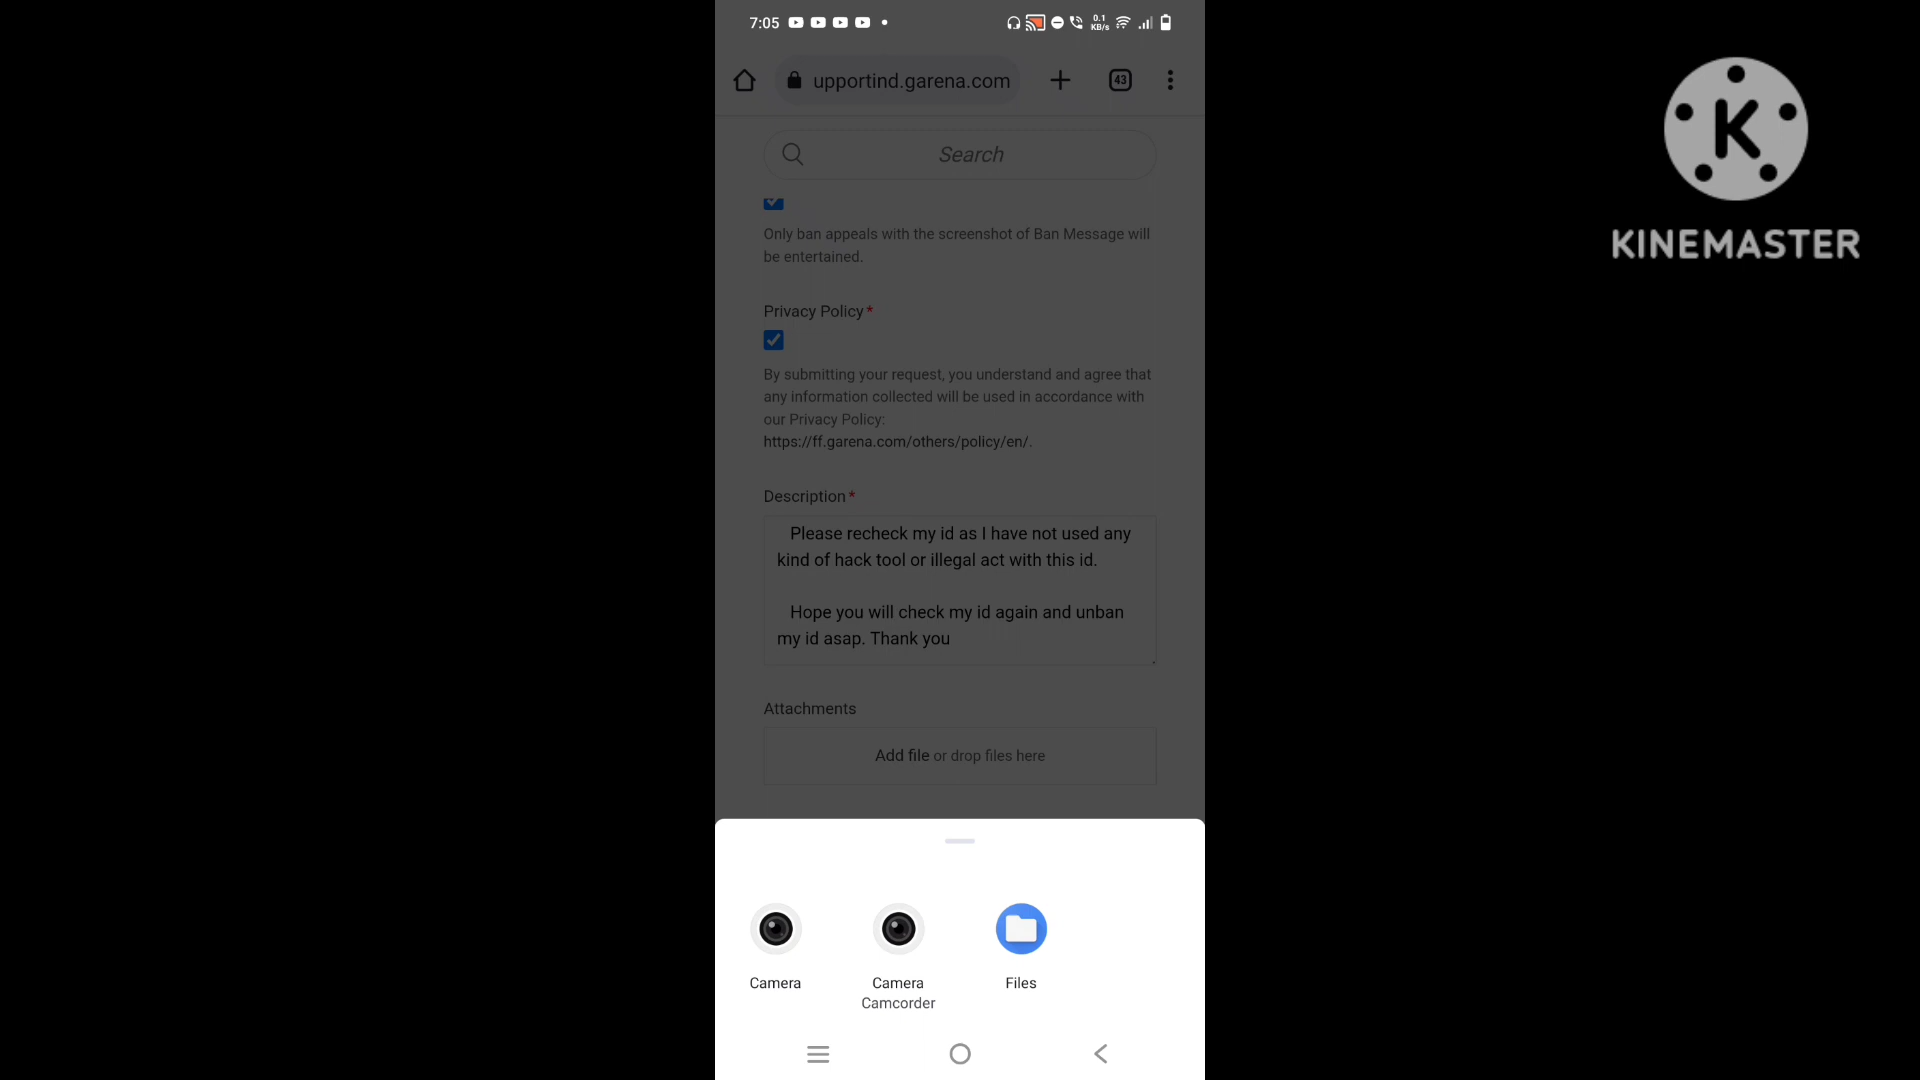 7:05
0.1
KB/s
upportind.garena.com
43
Search
Only ban appeals with the screenshot of Ban Message will
be entertained.
Privacy Policy*
By submitting your request, you understand and agree that
any information collected will be used in accordance with
our Privacy Policy:
https://ff.garena.com/others/policy/en/.
Description*
Please recheck my id as I have not used any
kind of hack tool or illegal act with this id.
Hope you will check my id again and unban
my id asap. Thank you
Attachments
Add file or drop files here
Camera
Camera
Camcorder
Files
K
KINEMASTER